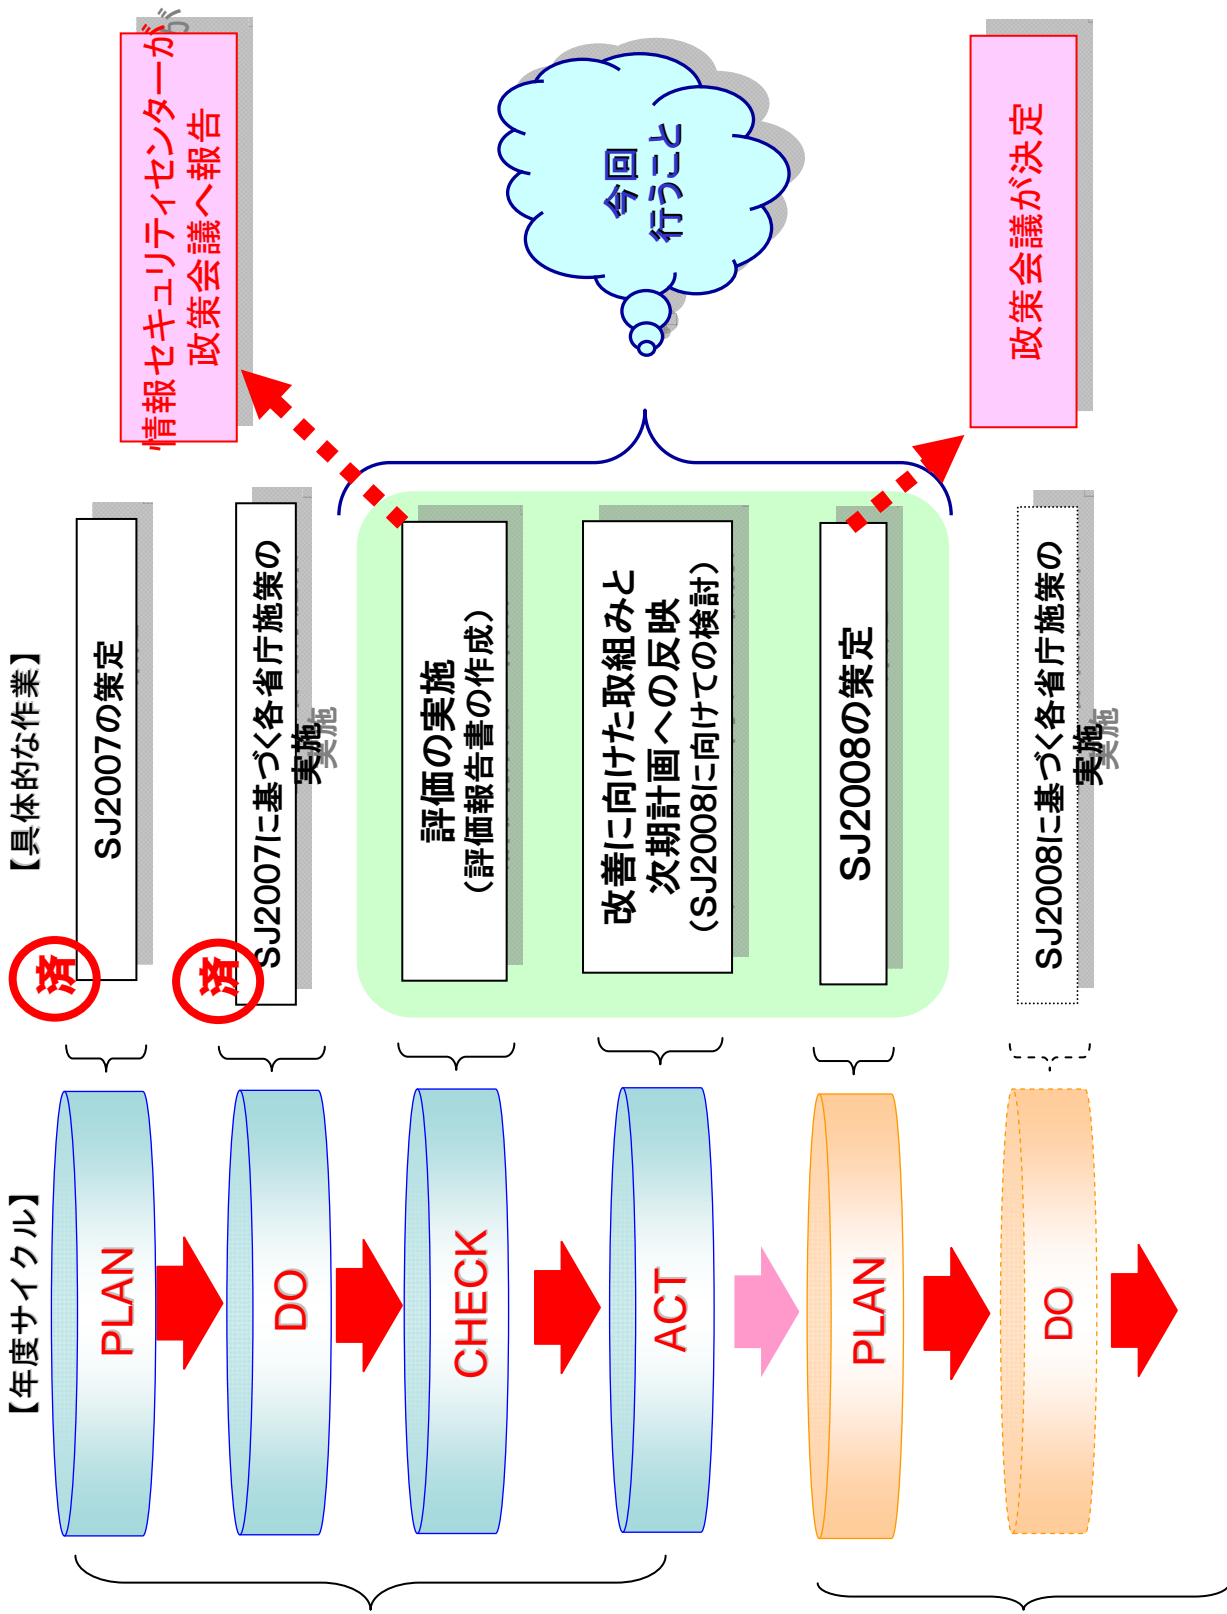 【年度サイクル】
PLAN
DO
CHECK
ACT
PLAN
DO
【具体的な作業】
済
SJ2007の策定
済
SJ2007に基づく各省庁施策の
実施
評価の実施
（評価報告書の作成）
改善に向けた取組みと
次期計画への反映
（SJ2008に向けての検討）
SJ2008の策定
SJ2008に基づく各省庁施策の
実施
情報セキュリティセンターが
政策会議へ報告
今回
行うこと
政策会議が決定